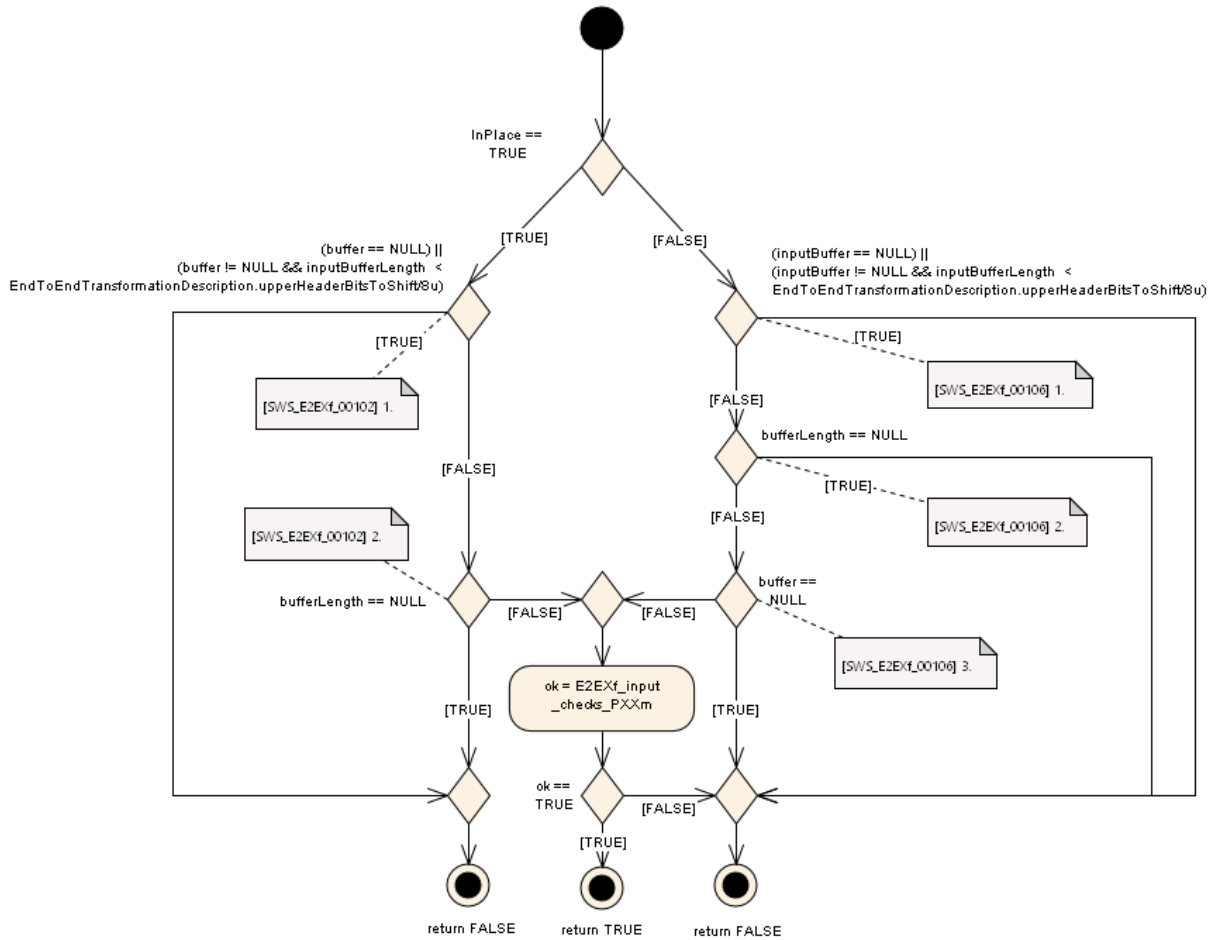 InPlace ==
TRUE
[TRUE]
[FALSE]
(buffer == NULL) ||
(buffer != NULL && inputBufferLength <
EndToEndTransformationDescription.upperHeaderBitsToShift/8u)
(inputBuffer == NULL) ||
(inputBuffer != NULL && inputBufferLength <
EndToEndTransformationDescription.upperHeaderBitsToShift/8u)
[TRUE]
[TRUE]
[SWS_E2EXf_00102] 1.
[SWS_E2EXf_00106] 1.
[FALSE]
bufferLength == NULL
[FALSE]
[TRUE]
[SWS_E2EXf_00102] 2.
[FALSE]
[SWS_E2EXf_00106] 2.
bufferLength == NULL
[FALSE]
[FALSE]
buffer ==
NULL
[SWS_E2EXf_00106] 3.
ok = E2EXf_input
_checks_PXXm
[TRUE]
[TRUE]
ok ==
TRUE
[FALSE]
[TRUE]
return FALSE
return TRUE
return FALSE